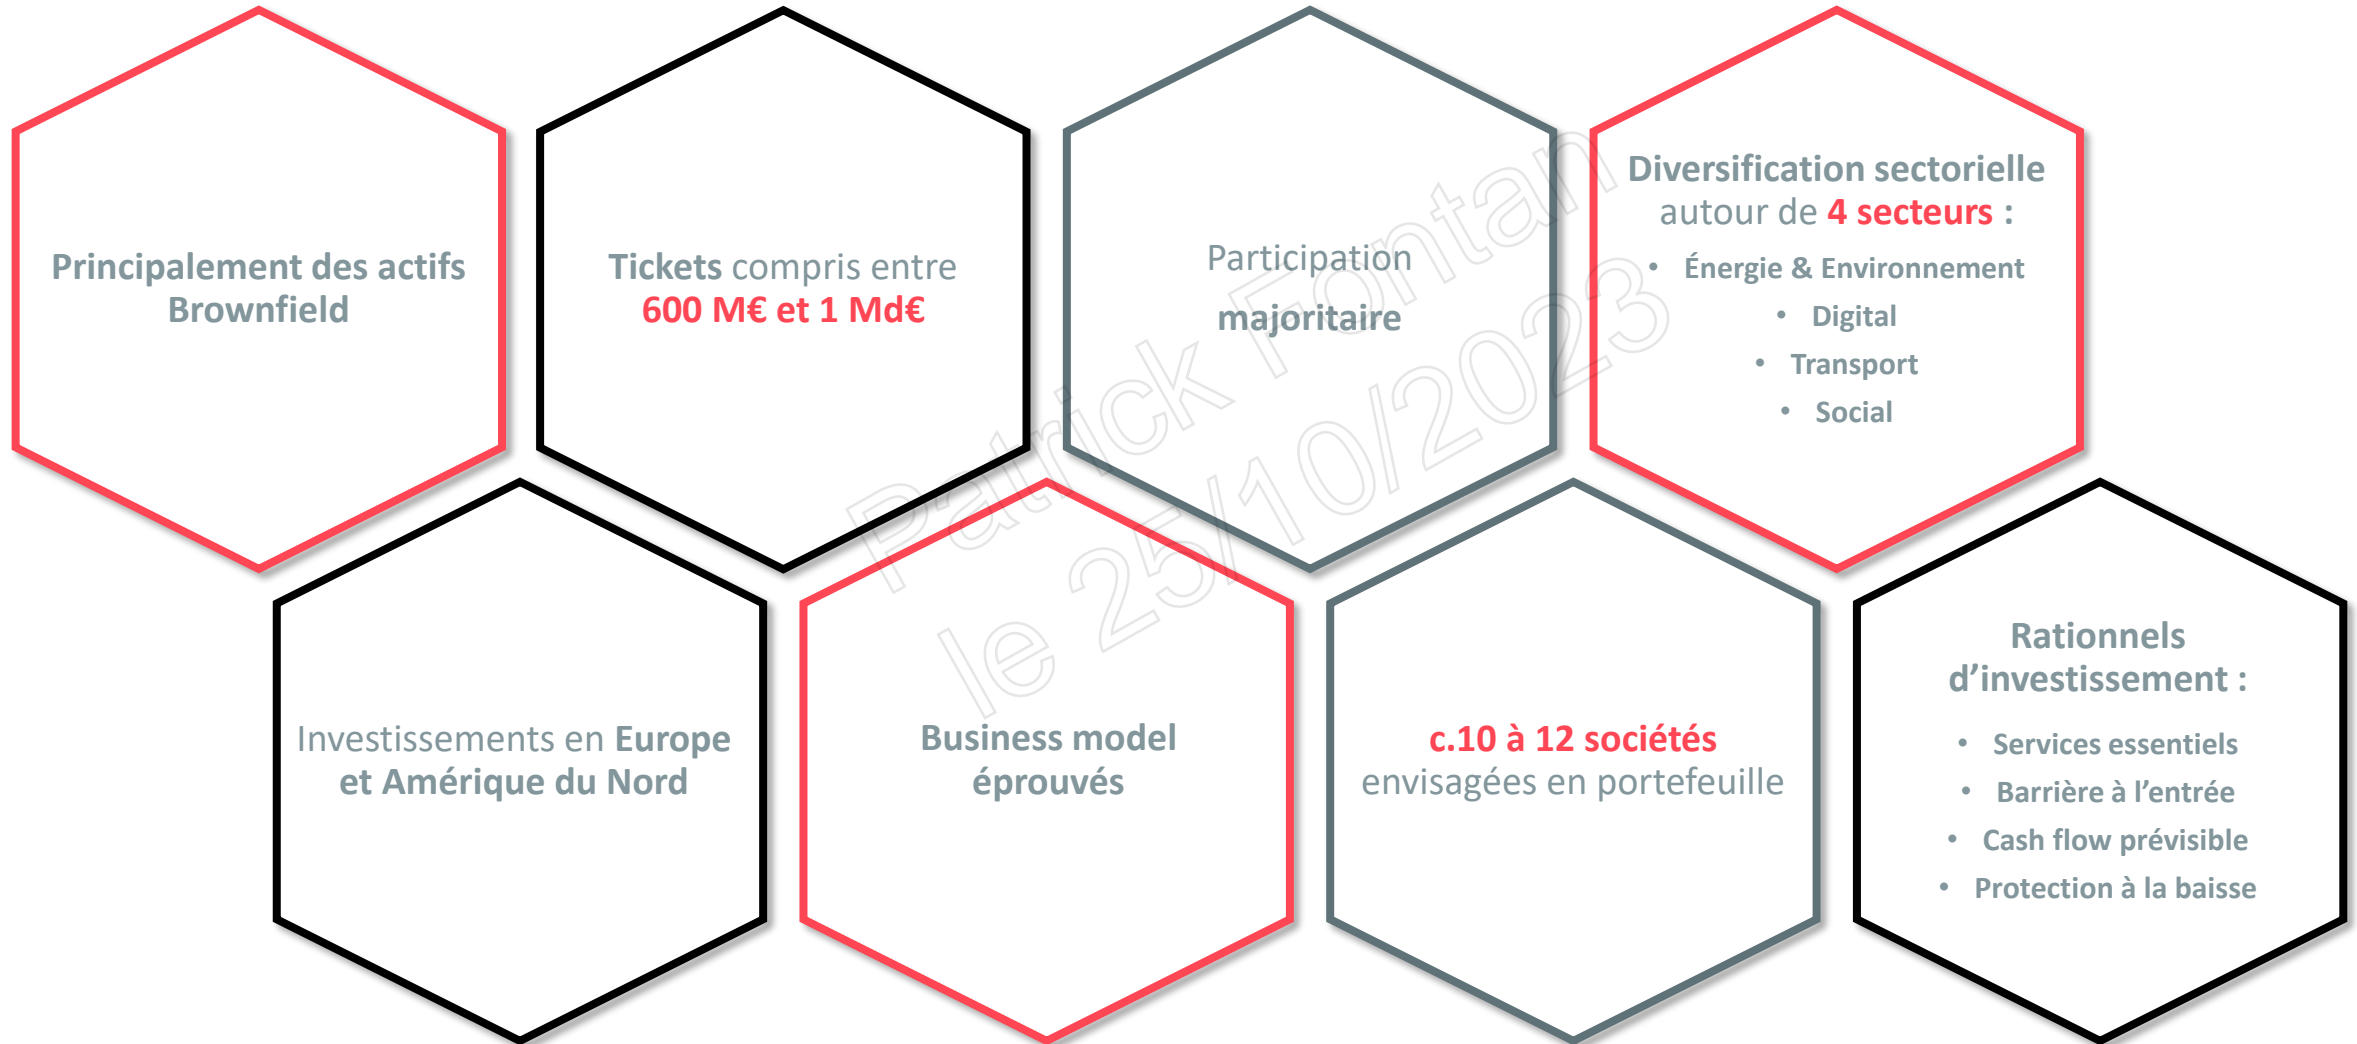 Principalement des actifs
Brownfield
Tickets compris entre
600 M€ et 1 Md€
Participation
majoritaire
Diversification sectorielle
autour de 4 secteurs :
• Énergie & Environnement
• Digital
• Transport
• Social
Investissements en Europe
et Amérique du Nord
Business model
éprouvés
c.10 à 12 sociétés
envisagées en portefeuille
Rationnels
d’investissement :
• Services essentiels
• Barrière à l’entrée
• Cash flow prévisible
• Protection à la baisse
Patrick Fontan
le 25/10/2023